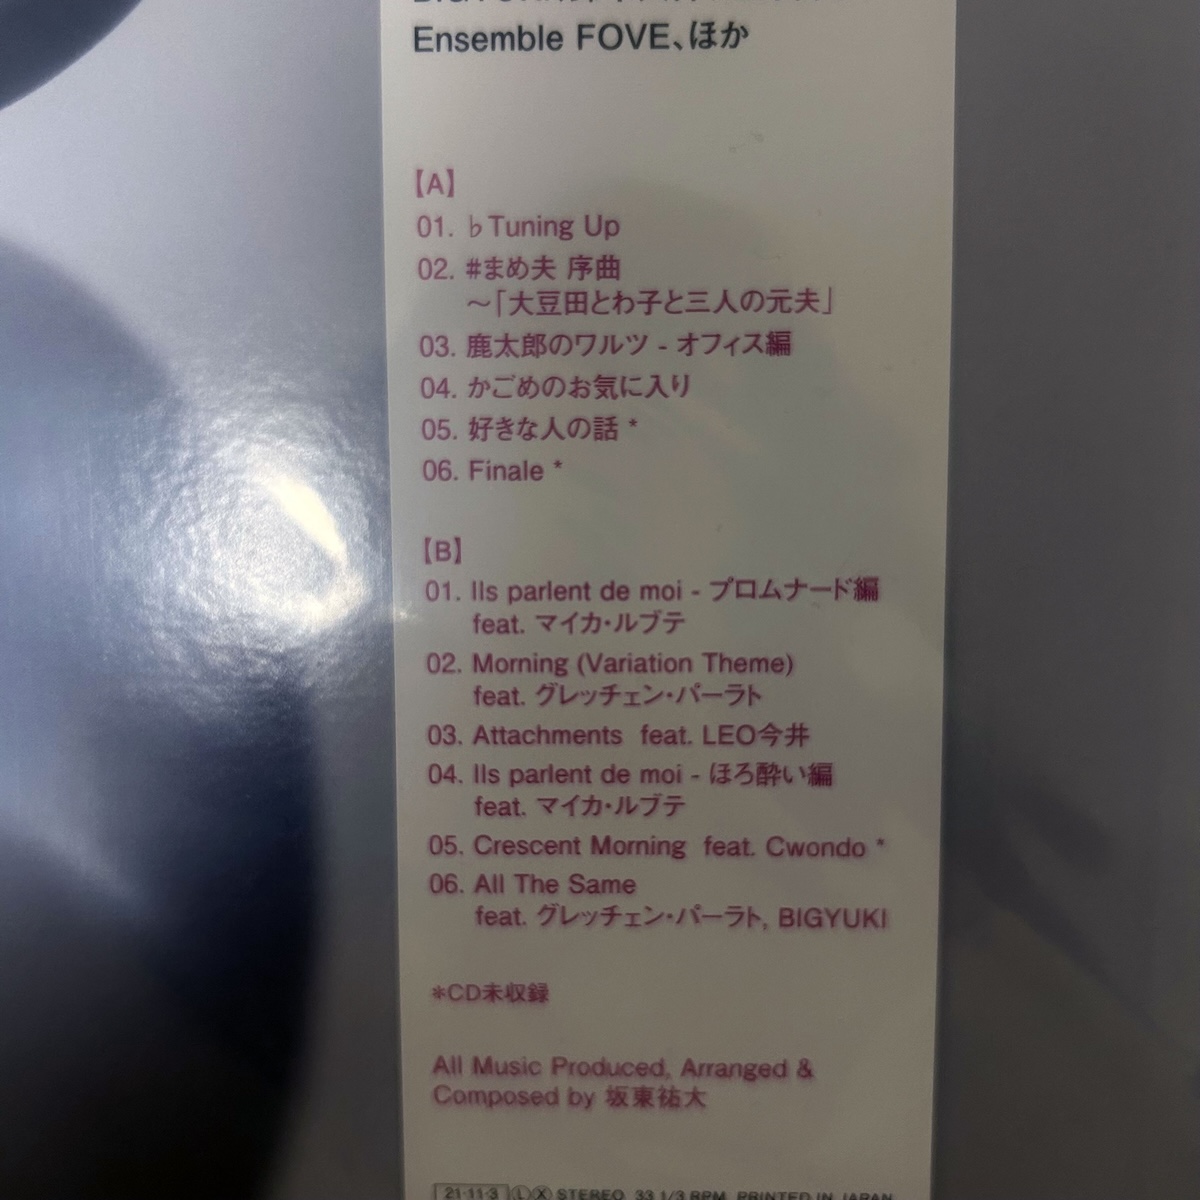 Ensemble FOVE、ほか
【A】
01. ♭Tuning Up
02. #まめ夫 序曲
～「大豆田とわ子と三人の元夫」
03. 鹿太郎のワルツ - オフィス編
04. かごめのお気に入り
05. 好きな人の話 *
06. Finale *
【B】
01. Ils parlent de moi - プロムナード編
feat. マイカ・ルブテ
02. Morning (Variation Theme)
feat. グレッチェン・パーラト
03. Attachments feat. LEO今井
04. Ils parlent de moi - ほろ酔い編
feat. マイカ・ルブテ
05. Crescent Morning feat. Cwondo *
06. All The Same
feat. グレッチェン・パーラト, BIGYUKI
*CD未収録
All Music Produced, Arranged &
Composed by 坂東祐大
21·11·3 Ⓛ Ⓧ STEREO 33 1/3 RPM PRINTED IN JAPAN